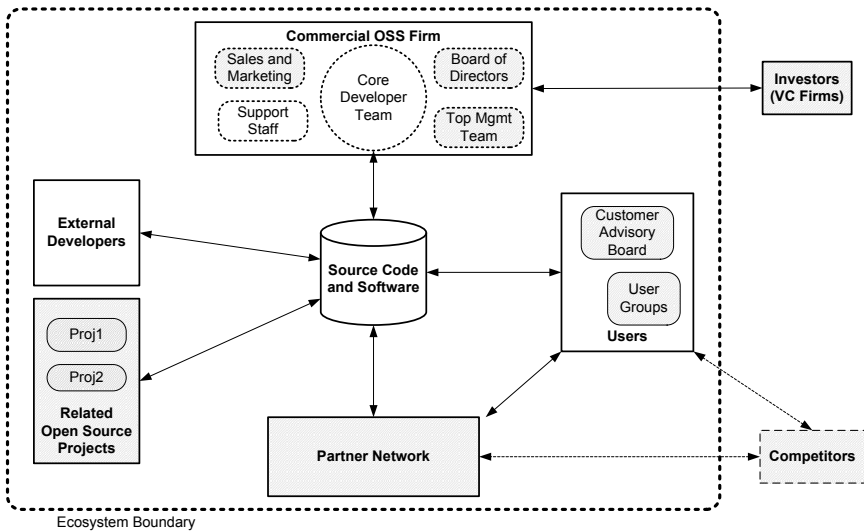 Commercial OSS Firm
Sales and
Marketing
Support
Staff
Core
Developer
Team
Board of
Directors
Top Mgmt
Team
Investors
(VC Firms)
External
Developers
Source Code
and Software
Customer
Advisory
Board
User
Groups
Users
Proj1
Proj2
Related
Open Source
Projects
Partner Network
Competitors
Ecosystem Boundary